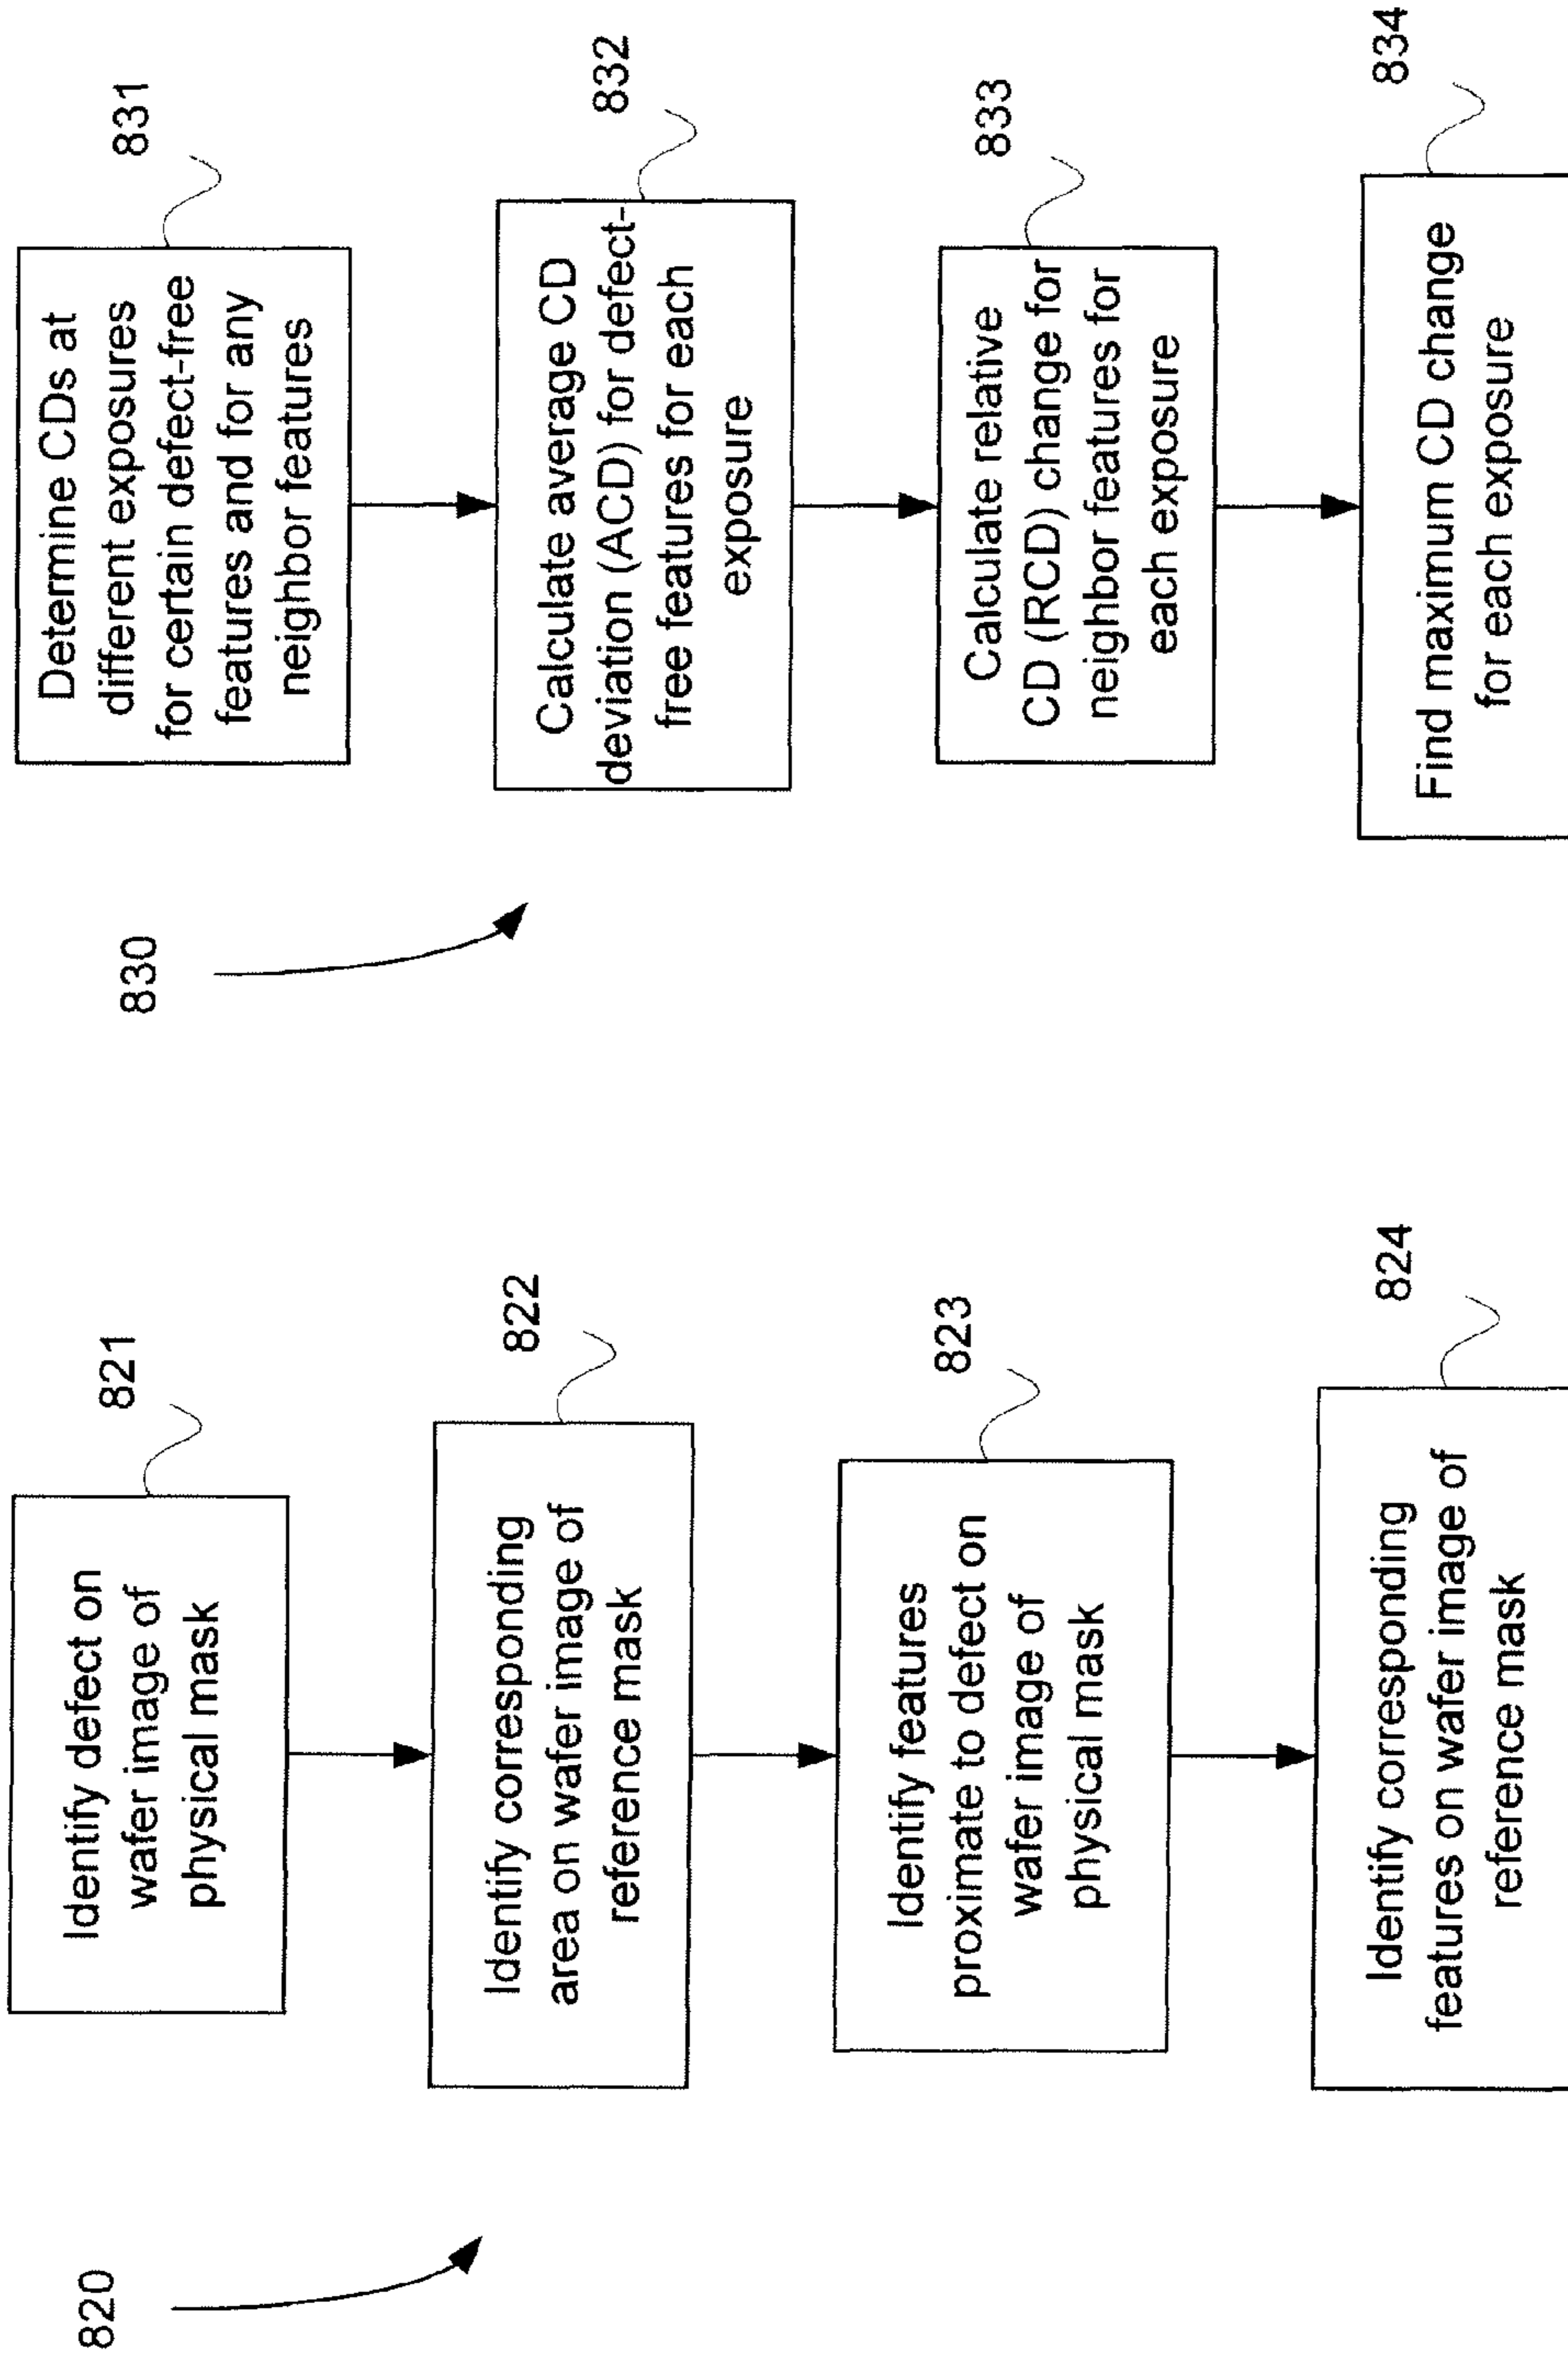 820
821
Identify defect on
wafer image of
physical mask
822
Identify corresponding
area on wafer image of
reference mask
823
Identify features
proximate to defect on
wafer image of
physical mask
824
Identify corresponding
features on wafer image of
reference mask
830
831
Determine CDs at
different exposures
for certain defect-free
features and for any
neighbor features
832
Calculate average CD
deviation (ACD) for defect-
free features for each
exposure
833
Calculate relative
CD (RCD) change for
neighbor features for
each exposure
834
Find maximum CD change
for each exposure